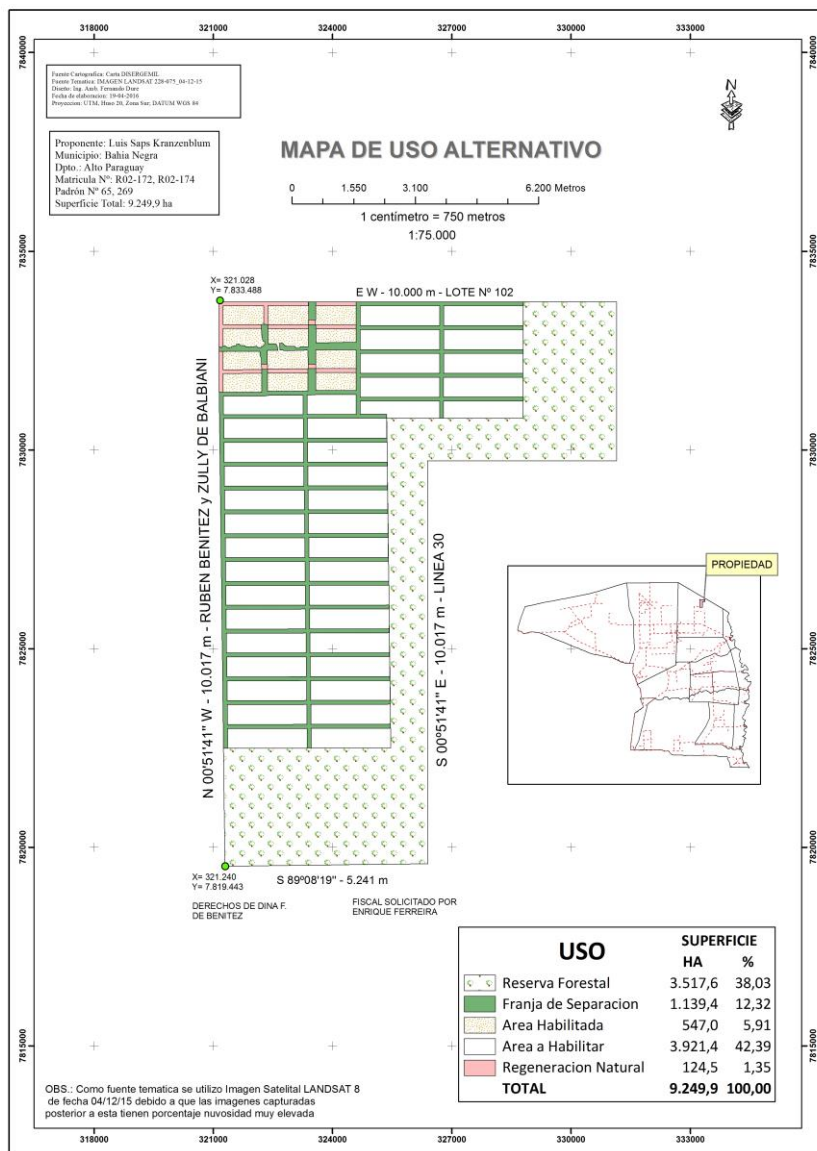 318000 321000 324000 327000 330000 333000
7840000 7840000
Fuente Cartografica: Carta DISERGEMIL
Fuente Tematica: IMAGEN LANDSAT 228-075_04-12-15
Diseño: Ing. Amb. Fernando Dure
Fecha de elaboración: 19-04-2016
Proyeccion: UTM, Huso 20, Zona Sur, DATUM WGS 84
N
Proponente: Luis Saps Kranzenblum
Municipio: Bahia Negra
Dpto.: Alto Paraguay
Matricula Nº: R02-172, R02-174
Padrón Nº 65, 269
Superficie Total: 9.249,9 ha
MAPA DE USO ALTERNATIVO
0 1.550 3.100 6.200 Metros
1 centímetro = 750 metros
1:75.000
7835000 7835000
X= 321.028
Y= 7.833.488
E W - 10.000 m - LOTE Nº 102
N 00'51'41" W - 10.017 m - RUBEN BENITEZ y ZULLY DE BALBIANI
7830000 7830000
S 00º51'41" E - 10.017 m - LINEA 30
PROPIEDAD
7825000 7825000
7820000 7820000
X= 321.240
Y= 7.819.443
S 89º08'19" - 5.241 m
DERECHOS DE DINA F.
DE BENITEZ
FISCAL SOLICITADO POR
ENRIQUE FERREIRA
USO SUPERFICIE
HA %
Reserva Forestal 3.517,6 38,03
Franja de Separacion 1.139,4 12,32
Area Habilitada 547,0 5,91
Area a Habilitar 3.921,4 42,39
Regeneracion Natural 124,5 1,35
TOTAL 9.249,9 100,00
7815000 7815000
OBS.: Como fuente tematica se utilizo Imagen Satelital LANDSAT 8
de fecha 04/12/15 debido a que las imagenes capturadas
posterior a esta tienen porcentaje nuvosidad muy elevada
318000 321000 324000 327000 330000 333000